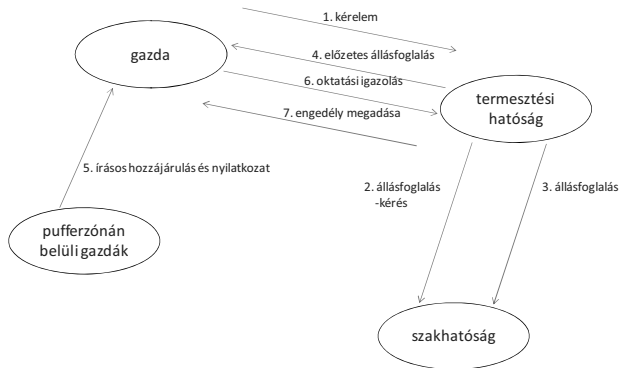 1. kérelem
gazda
4. előzetes állásfoglalás
6. oktatási igazolás
termesztési
hatóság
7. engedély megadása
5. írásos hozzájárulás és nyilatkozat
2. állásfoglalás
-kérés
3. állásfoglalás
pufferzónán
belüli gazdák
szakhatóság